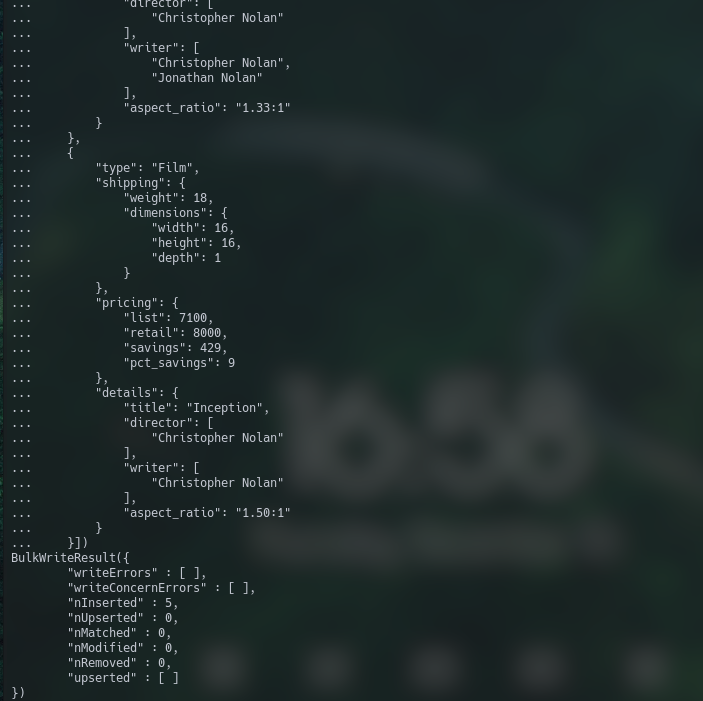 ...             "director": [
...                 "Christopher Nolan"
...             ],
...             "writer": [
...                 "Christopher Nolan",
...                 "Jonathan Nolan"
...             ],
...             "aspect_ratio": "1.33:1"
...         }
...     },
...     {
...         "type": "Film",
...         "shipping": {
...             "weight": 18,
...             "dimensions": {
...                 "width": 16,
...                 "height": 16,
...                 "depth": 1
...             }
...         },
...         "pricing": {
...             "list": 7100,
...             "retail": 8000,
...             "savings": 429,
...             "pct_savings": 9
...         },
...         "details": {
...             "title": "Inception",
...             "director": [
...                 "Christopher Nolan"
...             ],
...             "writer": [
...                 "Christopher Nolan"
...             ],
...             "aspect_ratio": "1.50:1"
...         }
...     }])
BulkWriteResult({
        "writeErrors" : [ ],
        "writeConcernErrors" : [ ],
        "nInserted" : 5,
        "nUpserted" : 0,
        "nMatched" : 0,
        "nModified" : 0,
        "nRemoved" : 0,
        "upserted" : [ ]
})
16:58